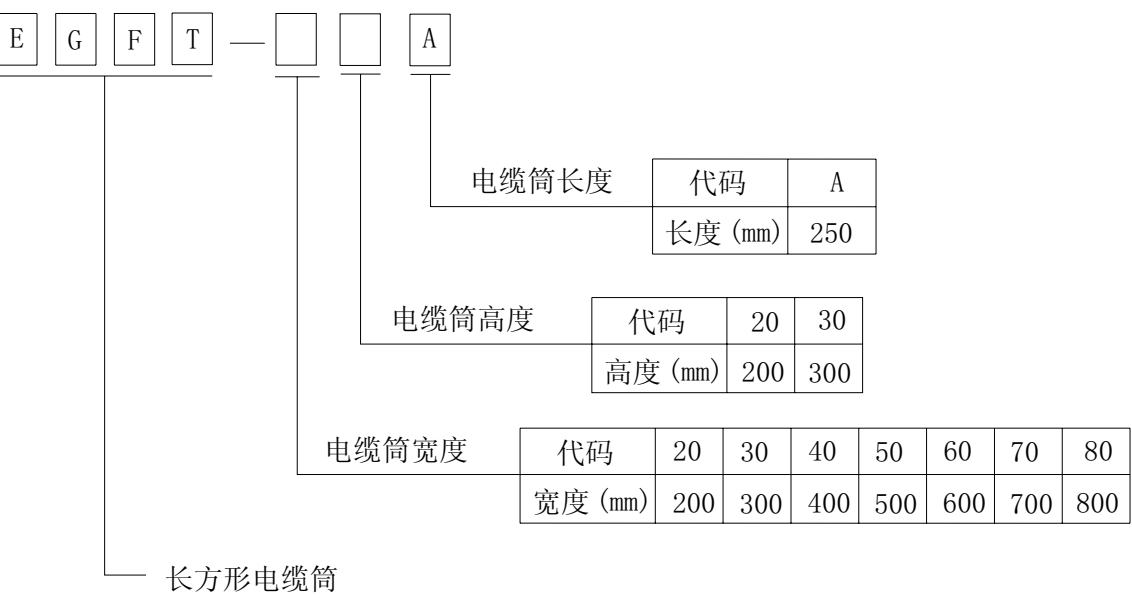 E G F T — A
电缆筒长度 代码 A
长度(mm) 250
电缆筒高度 代码 20 30
高度(mm) 200 300
电缆筒宽度 代码 20 30 40 50 60 70 80
宽度(mm) 200 300 400 500 600 700 800
长方形电缆筒